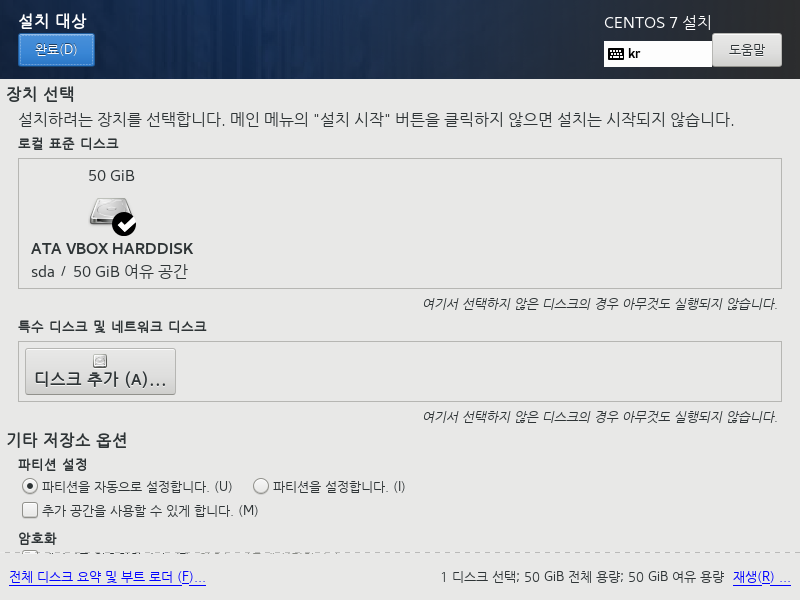 설치 대상
CENTOS 7 설치
완료(D)
kr
도움말
장치 선택
설치하려는 장치를 선택합니다. 메인 메뉴의 "설치 시작" 버튼을 클릭하지 않으면 설치는 시작되지 않습니다.
로컬 표준 디스크
50 GiB
ATA VBOX HARDDISK
sda / 50 GiB 여유 공간
여기서 선택하지 않은 디스크의 경우 아무것도 실행되지 않습니다.
특수 디스크 및 네트워크 디스크
디스크 추가 (A)...
여기서 선택하지 않은 디스크의 경우 아무것도 실행되지 않습니다.
기타 저장소 옵션
파티션 설정
파티션을 자동으로 설정합니다. (U) 파티션을 설정합니다. (I)
추가 공간을 사용할 수 있게 합니다. (M)
암호화
전체 디스크 요약 및 부트 로더 (F)... 1 디스크 선택; 50 GiB 전체 용량; 50 GiB 여유 용량 재생(R) ...